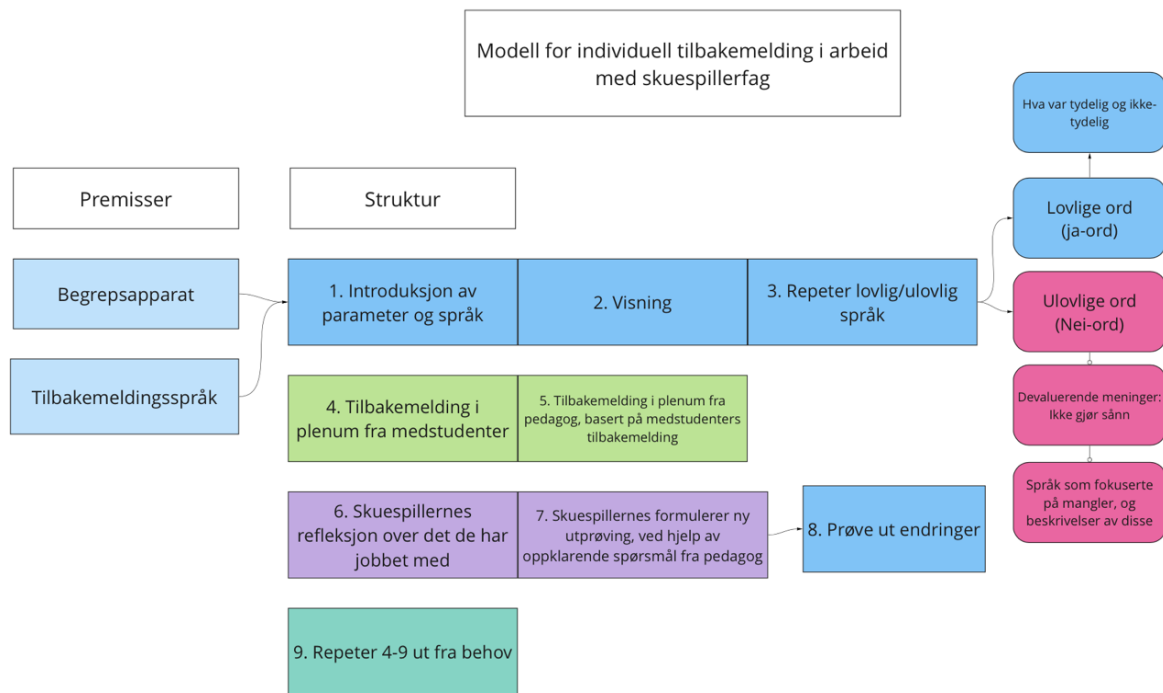 Modell for individuell tilbakemelding i arbeid
med skuespillerfag
Premisser
Struktur
Begrepsapparat
Tilbakemeldingsspråk
1. Introduksjon av
parameter og språk
2. Visning
3. Repeter lovlig/ulovlig
språk
Hva var tydelig og ikke-
tydelig
Lovlige ord
(ja-ord)
Ulovlige ord
(Nei-ord)
Devaluerende meninger:
Ikke gjør sånn
Språk som fokuserte
på mangler, og
beskrivelser av disse
4. Tilbakemelding i
plenum fra medstudenter
5. Tilbakemelding i plenum fra
pedagog, basert på medstudenters
tilbakemelding
6. Skuespillernes
refleksjon over det de har
jobbet med
7. Skuespillernes formulerer ny
utprøving, ved hjelp av
oppklarende spørsmål fra pedagog
8. Prøve ut endringer
9. Repeter 4-9 ut fra behov